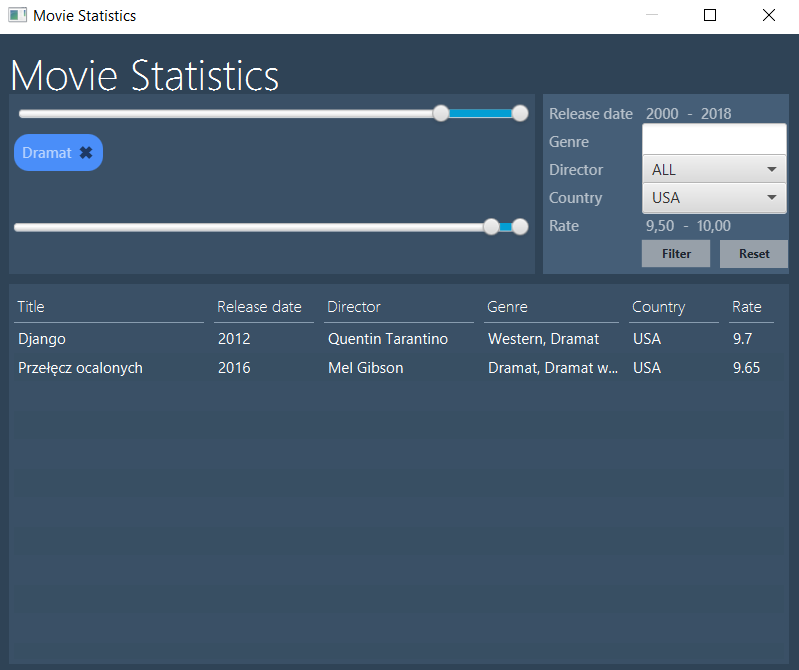 Movie Statistics
Movie Statistics
Release date 2000 - 2018
Genre
Dramat ✖
Director ALL
Country USA
Rate 9,50 - 10,00
Filter Reset
Title Release date Director Genre Country Rate
Django 2012 Quentin Tarantino Western, Dramat USA 9.7
Przełęcz ocalonych 2016 Mel Gibson Dramat, Dramat w... USA 9.65